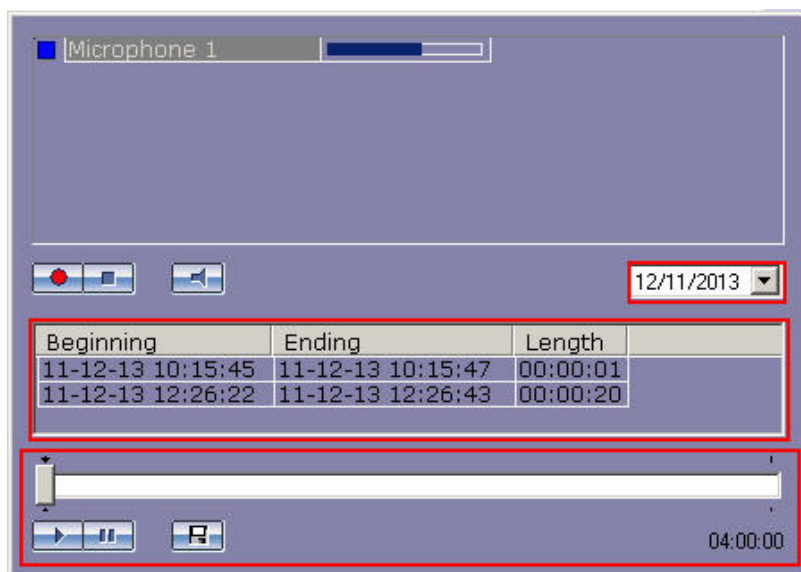 Microphone 1
12/11/2013
Beginning Ending Length
11-12-13 10:15:45 11-12-13 10:15:47 00:00:01
11-12-13 12:26:22 11-12-13 12:26:43 00:00:20
04:00:00